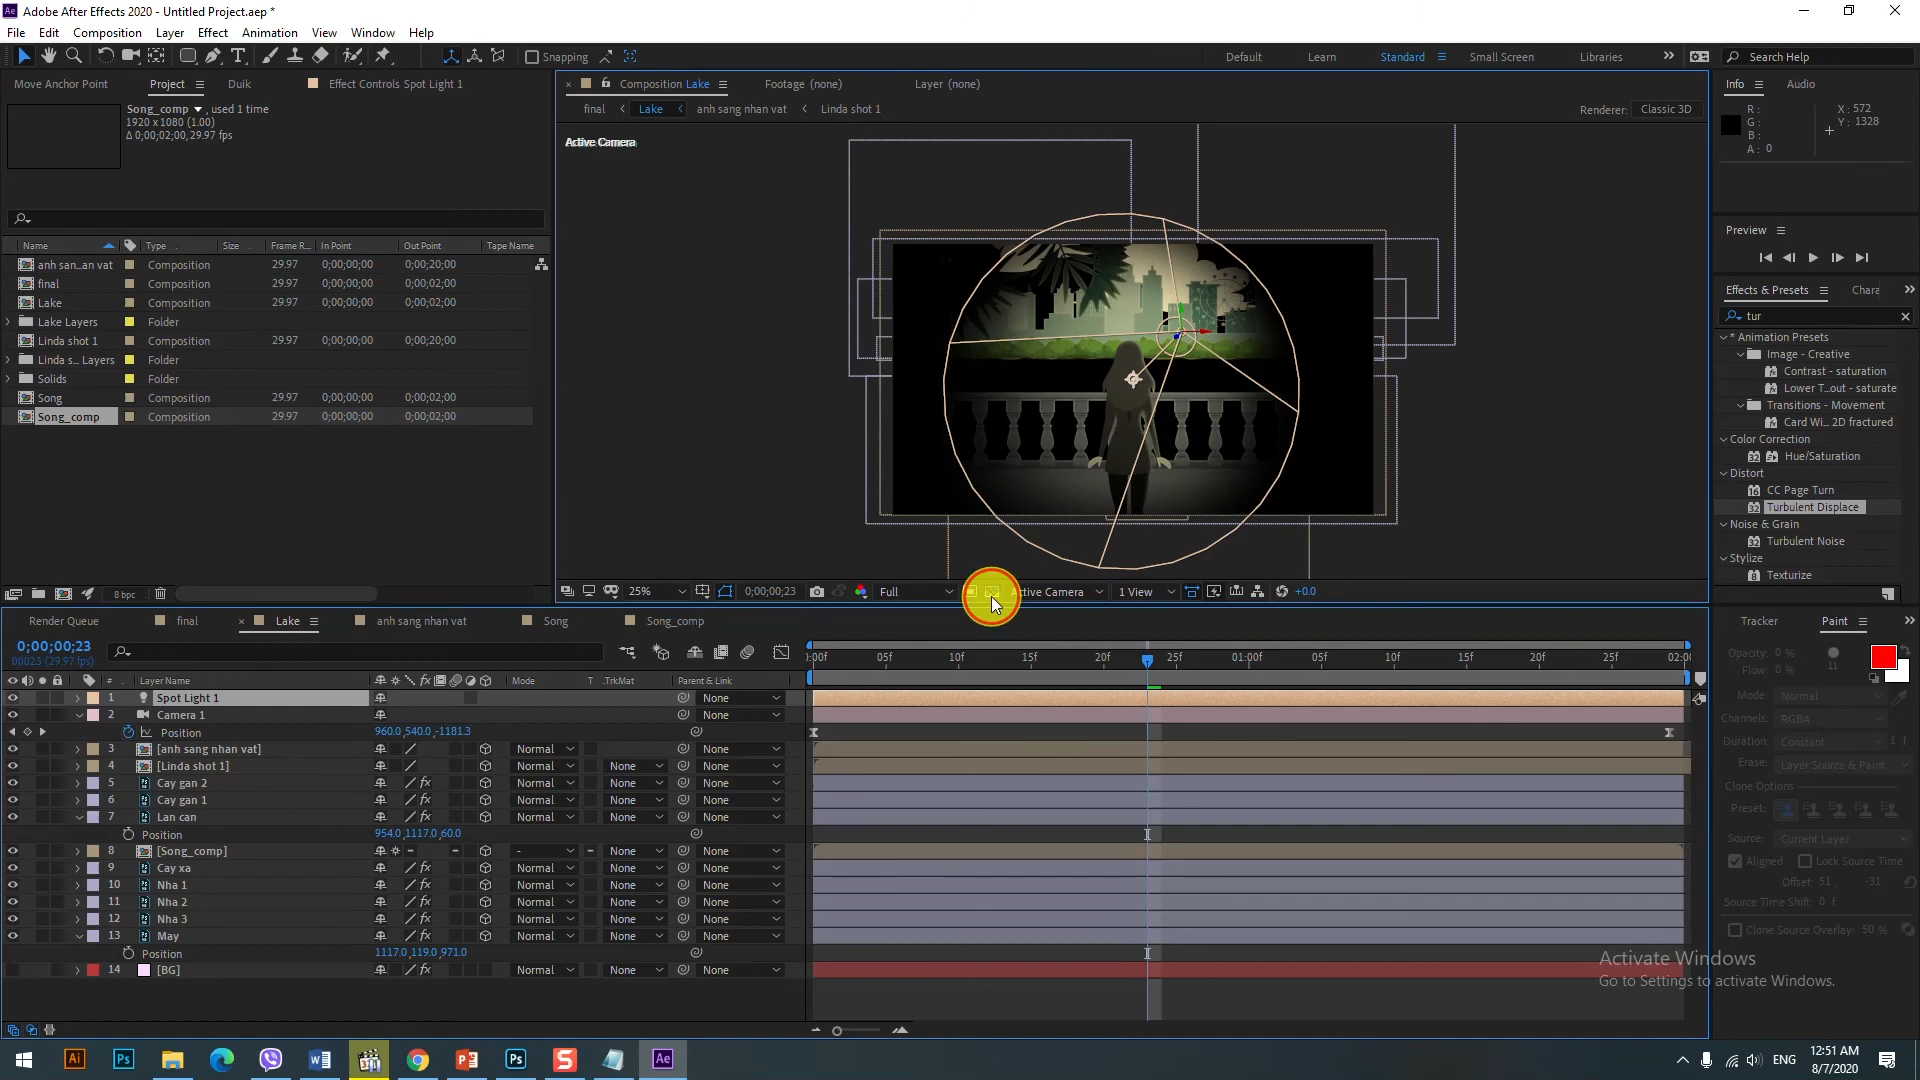 Adobe After Effects 2020 - Untitled Project.aep *
File Edit Composition Layer Effect Animation View Window Help
Snapping Default Learn Standard Small Screen Libraries Search Help
Move Anchor Point Project Duik Effect Controls Spot Light 1
Song_comp , used 1 time
1920 x 1080 (1.00)
Δ 0;00;02;00, 29.97 fps
Name Type Size Frame R... In Point Out Point Tape Name
anh san...an vat Composition 29.97 0;00;00;00 0;00;20;00
final Composition 29.97 0;00;00;00 0;00;02;00
Lake Composition 29.97 0;00;00;00 0;00;02;00
Lake Layers Folder
Linda shot 1 Composition 29.97 0;00;00;00 0;00;20;00
Linda s... Layers Folder
Solids Folder
Song Composition 29.97 0;00;00;00 0;00;02;00
Song_comp Composition 29.97 0;00;00;00 0;00;02;00
8 bpc
Composition Lake Footage (none) Layer (none)
final Lake anh sang nhan vat Linda shot 1 Renderer: Classic 3D
Active Camera
25% 0;00;00;23 Full Active Camera 1 View +0.0
Info Audio
R : X : 572
G : Y : 1328
B :
A : 0
Preview
Effects & Presets Chara
tur
* Animation Presets
Image - Creative
Contrast - saturation
Lower T...out - saturate
Transitions - Movement
Card Wi... 2D fractured
Color Correction
Hue/Saturation
Distort
CC Page Turn
Turbulent Displace
Noise & Grain
Turbulent Noise
Stylize
Texturize
Render Queue final Lake anh sang nhan vat Song Song_comp
0;00;00;23
00023 (29.97 fps)
:00f 05f 10f 15f 20f 25f 01:00f 05f 10f 15f 20f 25f 02:0
# Layer Name Mode T .TrkMat Parent & Link
1 Spot Light 1 None
2 Camera 1 None
Position 960.0,540.0,-1181.3
3 [anh sang nhan vat] Normal None
4 [Linda shot 1] Normal None None
5 Cay gan 2 Normal None None
6 Cay gan 1 Normal None None
7 Lan can Normal None None
Position 954.0,1117.0,60.0
8 [Song_comp] - None None
9 Cay xa Normal None None
10 Nha 1 Normal None None
11 Nha 2 Normal None None
12 Nha 3 Normal None None
13 May Normal None None
Position 1117.0,119.0,971.0
14 [BG] Normal None None
Tracker Paint
Opacity: 0 %
Flow: 0 % 11
Mode: Normal
Channels: RGBA
Duration: Constant 1 f
Erase: Layer Source & Paint
Clone Options
Preset:
Source: Current Layer
Aligned Lock Source Time
Offset: 51 , -31
Source Time Shift: 0 f
Clone Source Overlay: 50 %
Activate Windows
Go to Settings to activate Windows.
ENG 12:51 AM
8/7/2020